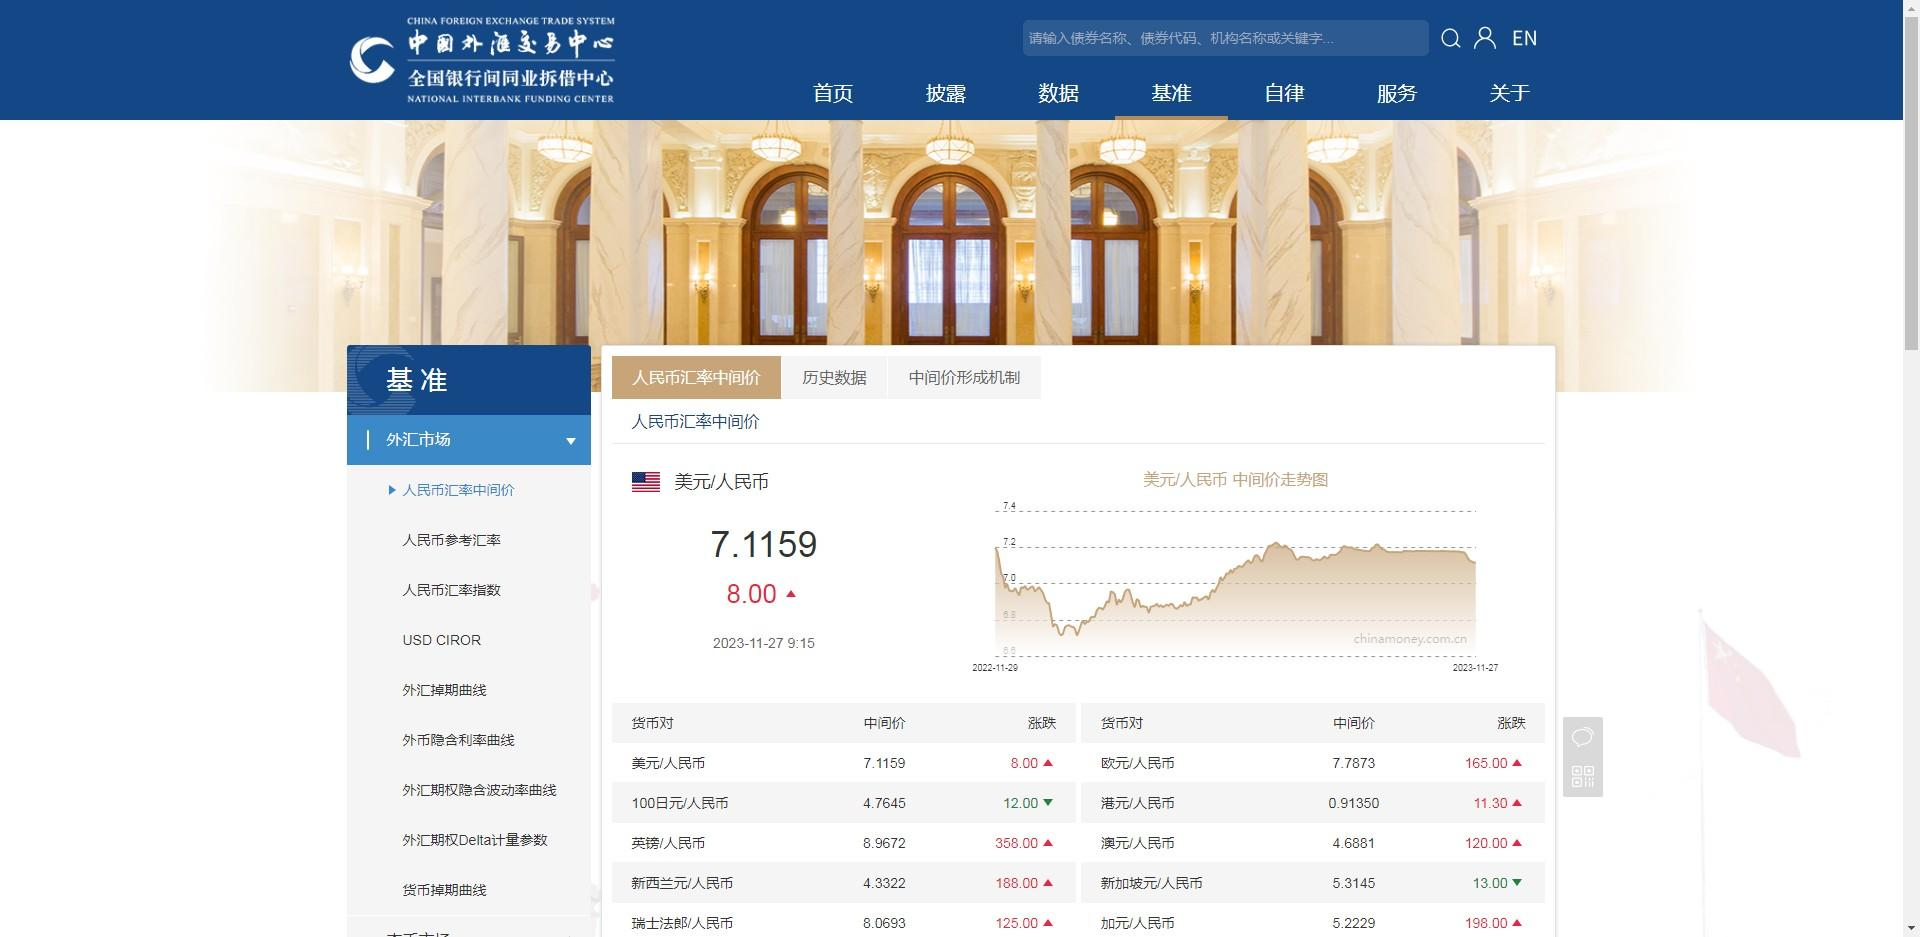 CHINA FOREIGN EXCHANGE TRADE SYSTEM
中国外汇交易中心
全国银行间同业拆借中心
NATIONAL INTERBANK FUNDING CENTER
请输入债券名称、债券代码、机构名称或关键字...
EN
首页 披露 数据 基准 自律 服务 关于
基准
外汇市场
人民币汇率中间价
人民币参考汇率
人民币汇率指数
USD CIROR
外汇掉期曲线
外币隐含利率曲线
外汇期权隐含波动率曲线
外汇期权Delta计量参数
货币掉期曲线
人民币汇率中间价 历史数据 中间价形成机制
人民币汇率中间价
美元/人民币
7.1159
8.00
2023-11-27 9:15
美元/人民币 中间价走势图
7.4
7.2
7.0
6.8
6.6
chinamoney.com.cn
2022-11-29 2023-11-27
货币对 中间价 涨跌 货币对 中间价 涨跌
美元/人民币 7.1159 8.00 欧元/人民币 7.7873 165.00
100日元/人民币 4.7645 12.00 港元/人民币 0.91350 11.30
英镑/人民币 8.9672 358.00 澳元/人民币 4.6881 120.00
新西兰元/人民币 4.3322 188.00 新加坡元/人民币 5.3145 13.00
瑞士法郎/人民币 8.0693 125.00 加元/人民币 5.2229 198.00